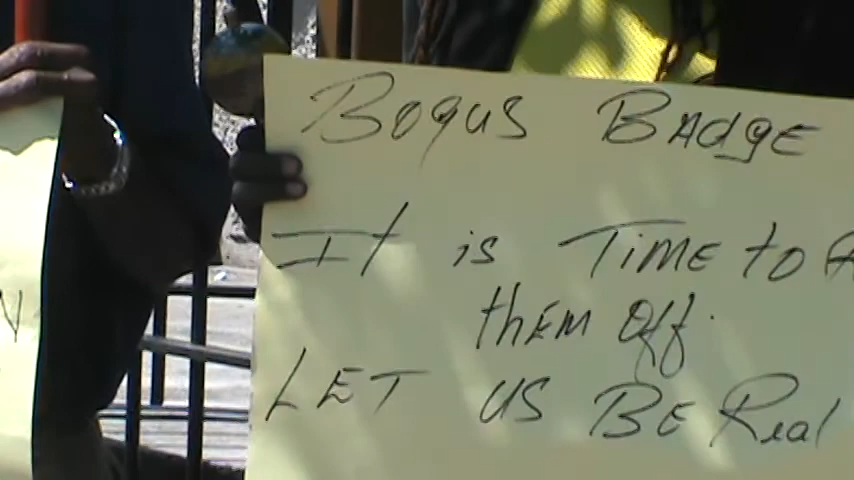 Bogus Badge
It is Time to
them off.
LET US BE Real
N